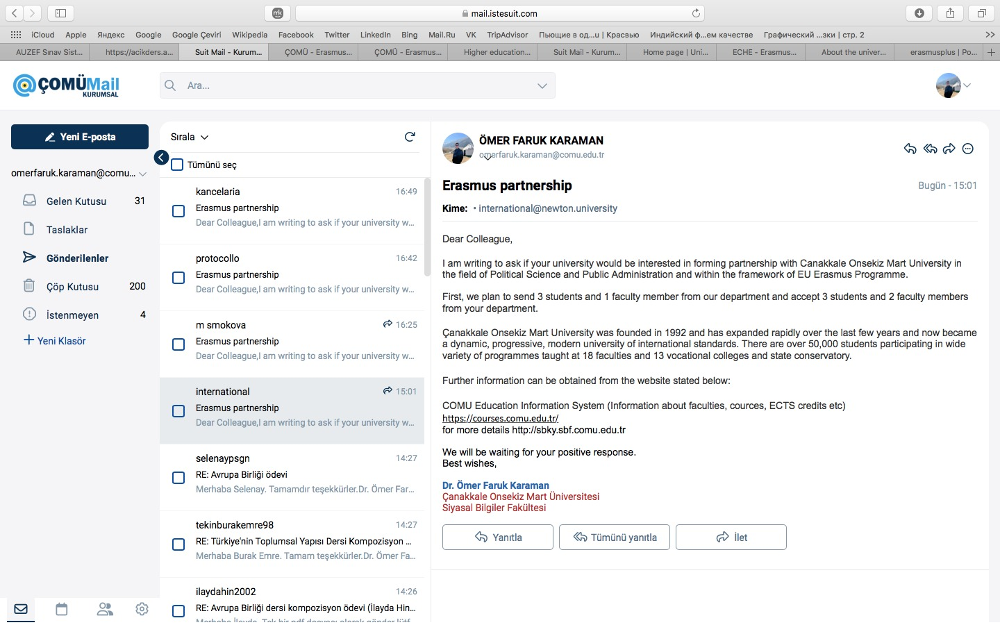 mail.istesuit.com
iCloud Apple Яндекс Google Google Çeviri Wikipedia Facebook Twitter LinkedIn Bing Mail.Ru VK TripAdvisor Пьющие в од...u | Красвью Индийский ф...ем качестве Графический ...зки | стр. 2
AUZEF Sınav Sist... https://acikders.a... Suit Mail - Kurum... ÇOMÜ - Erasmus... ÇOMÜ - Erasmus... Higher education... Suit Mail - Kurum... Home page | Uni... ECHE - Erasmus... About the univer... erasmusplus | Po...
ÇOMÜMail
KURUMSAL
Ara...
Yeni E-posta
omerfaruk.karaman@comu...
Gelen Kutusu 31
Taslaklar
Gönderilenler
Çöp Kutusu 200
İstenmeyen 4
Yeni Klasör
Sırala
Tümünü seç
kancelaria 16:49
Erasmus partnership
Dear Colleague,I am writing to ask if your university w...
protocollo 16:42
Erasmus partnership
Dear Colleague,I am writing to ask if your university w...
m smokova 16:25
Erasmus partnership
Dear Colleague,I am writing to ask if your university w...
international 15:01
Erasmus partnership
Dear Colleague,I am writing to ask if your university w...
selenaypsgn 14:27
RE: Avrupa Birliği ödevi
Merhaba Selenay. Tamamdır teşekkürler.Dr. Ömer Far...
tekinburakemre98 14:27
RE: Türkiye'nin Toplumsal Yapısı Dersi Kompozisyon ...
Merhaba Burak Emre. Tamam teşekkürler.Dr. Ömer Fa...
ilaydahin2002 14:26
RE: Avrupa Birliği dersi kompozisyon ödevi (İlayda Hin...
Merhaba İlayda. Tek bir pdf dosyası olarak gönder lütf...
ÖMER FARUK KARAMAN
omerfaruk.karaman@comu.edu.tr
Erasmus partnership Bugün - 15:01
Kime: • international@newton.university
Dear Colleague,
I am writing to ask if your university would be interested in forming partnership with Canakkale Onsekiz Mart University in
the field of Political Science and Public Administration and within the framework of EU Erasmus Programme.
First, we plan to send 3 students and 1 faculty member from our department and accept 3 students and 2 faculty members
from your department.
Çanakkale Onsekiz Mart University was founded in 1992 and has expanded rapidly over the last few years and now became
a dynamic, progressive, modern university of international standards. There are over 50,000 students participating in wide
variety of programmes taught at 18 faculties and 13 vocational colleges and state conservatory.
Further information can be obtained from the website stated below:
COMU Education Information System (Information about faculties, cources, ECTS credits etc)
https://courses.comu.edu.tr/
for more details http://sbky.sbf.comu.edu.tr
We will be waiting for your positive response.
Best wishes,
Dr. Ömer Faruk Karaman
Çanakkale Onsekiz Mart Üniversitesi
Siyasal Bilgiler Fakültesi
Yanıtla Tümünü yanıtla İlet